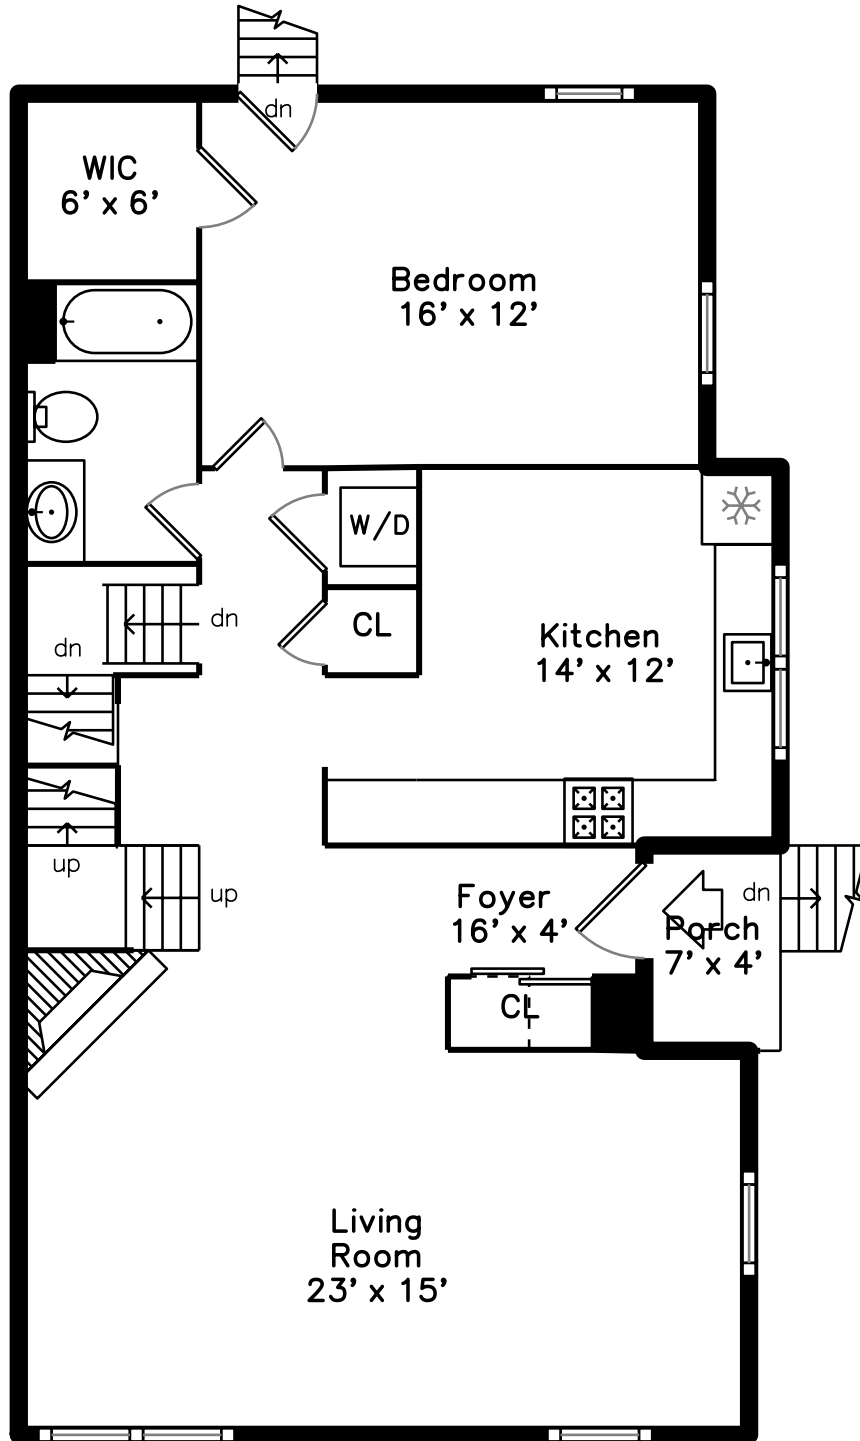 dn
WIC
6' x 6'
Bedroom
16' x 12'
W/D
dn
CL
dn
Kitchen
14' x 12'
up
up
Foyer
16' x 4'
dn
Porch
7' x 4'
CL
Living
Room
23' x 15'